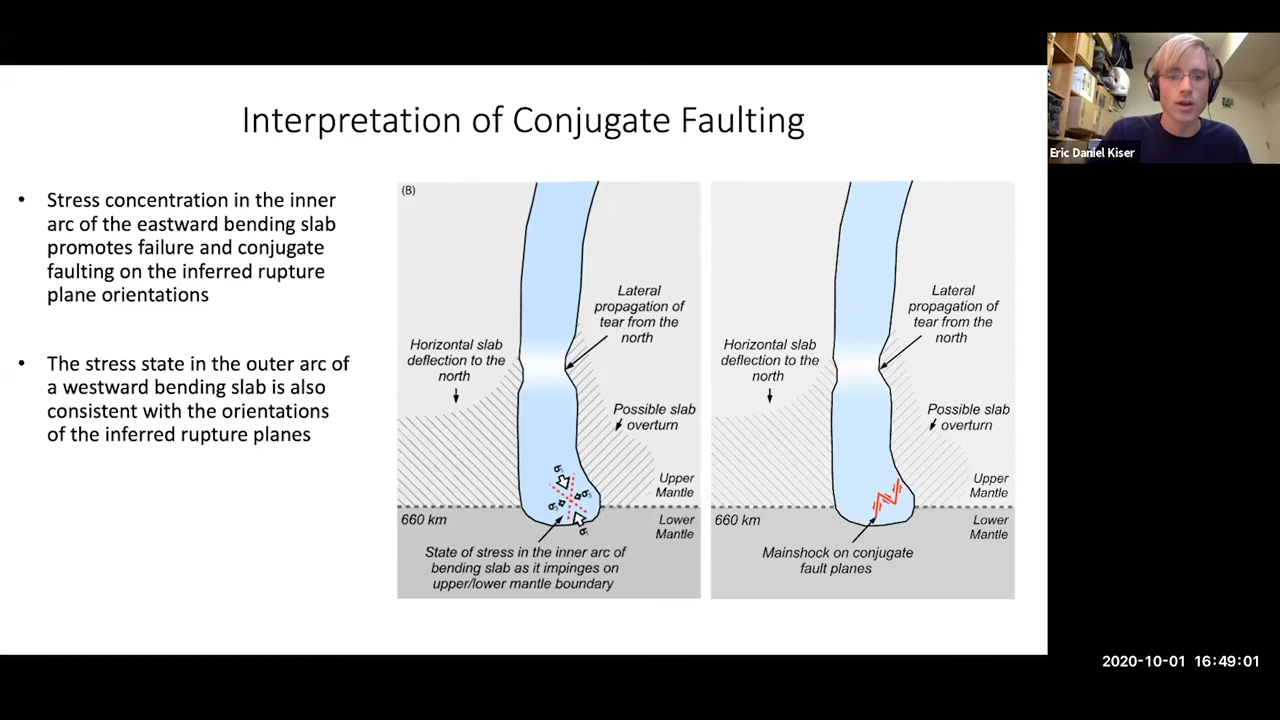 Interpretation of Conjugate Faulting
• Stress concentration in the inner
arc of the eastward bending slab
promotes failure and conjugate
faulting on the inferred rupture
plane orientations
• The stress state in the outer arc of
a westward bending slab is also
consistent with the orientations
of the inferred rupture planes
(B)
Lateral
propagation of
tear from the
north
Horizontal slab
deflection to the
north
Possible slab
overturn
Upper
Mantle
660 km
Lower
Mantle
State of stress in the inner arc of
bending slab as it impinges on
upper/lower mantle boundary
Lateral
propagation of
tear from the
north
Horizontal slab
deflection to the
north
Possible slab
overturn
Upper
Mantle
660 km
Lower
Mantle
Mainshock on conjugate
fault planes
Eric Daniel Kiser
2020-10-01 16:49:01